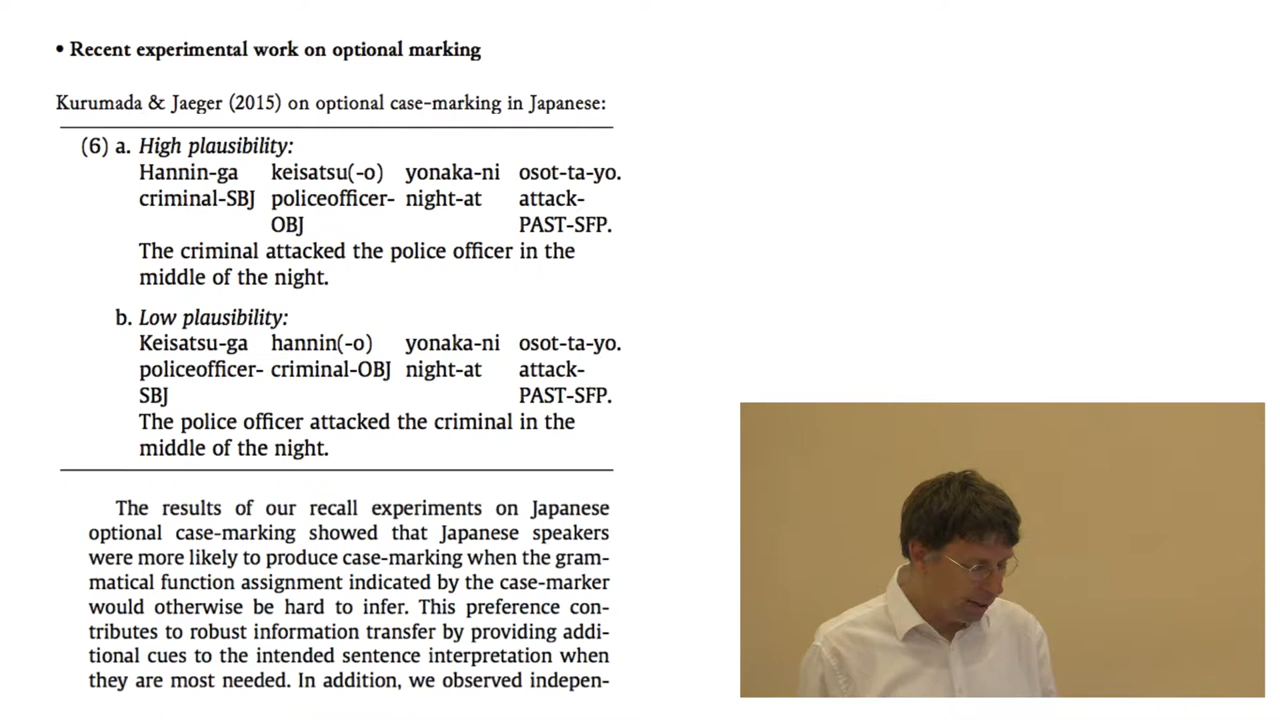 • Recent experimental work on optional marking
Kurumada & Jaeger (2015) on optional case-marking in Japanese:
(6) a. High plausibility:
Hannin-ga keisatsu(-o) yonaka-ni osot-ta-yo.
criminal-SBJ policeofficer- night-at attack-
OBJ PAST-SFP.
The criminal attacked the police officer in the
middle of the night.
b. Low plausibility:
Keisatsu-ga hannin(-o) yonaka-ni osot-ta-yo.
policeofficer- criminal-OBJ night-at attack-
SBJ PAST-SFP.
The police officer attacked the criminal in the
middle of the night.
The results of our recall experiments on Japanese
optional case-marking showed that Japanese speakers
were more likely to produce case-marking when the gram-
matical function assignment indicated by the case-marker
would otherwise be hard to infer. This preference con-
tributes to robust information transfer by providing addi-
tional cues to the intended sentence interpretation when
they are most needed. In addition, we observed indepen-